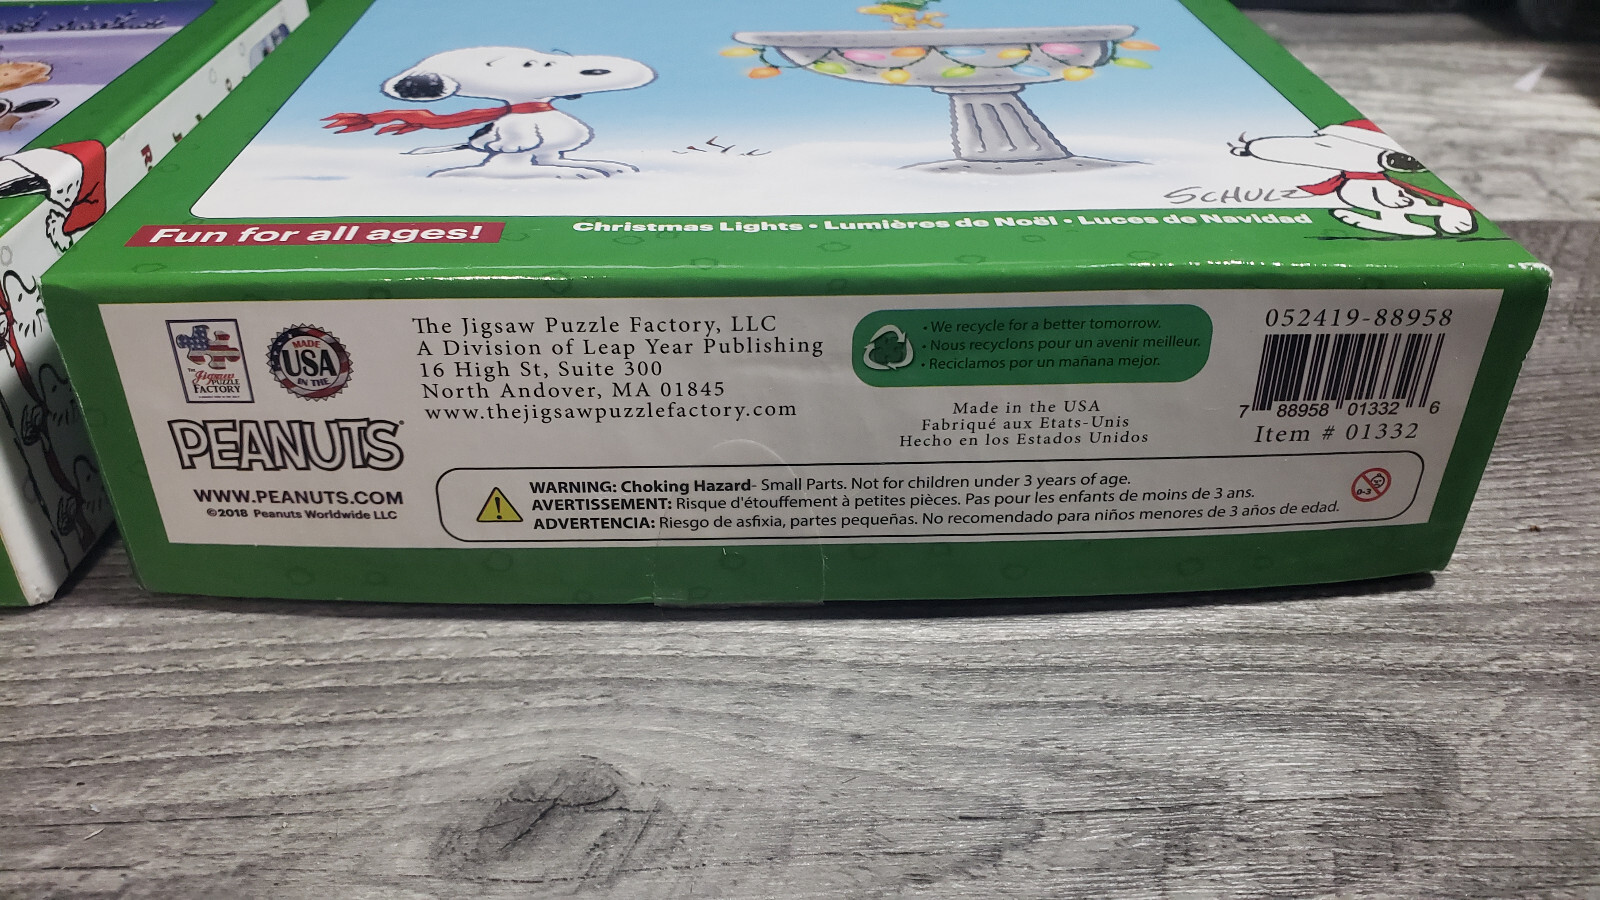 SCHULZ
Fun for all ages!
Christmas Lights • Lumières de Noël • Luces de Navidad
THE
Jigsaw
PUZZLE
FACTORY
MADE
USA
IN THE
PEANUTS
WWW.PEANUTS.COM
©2018 Peanuts Worldwide LLC
The Jigsaw Puzzle Factory, LLC
A Division of Leap Year Publishing
16 High St, Suite 300
North Andover, MA 01845
www.thejigsawpuzzlefactory.com
• We recycle for a better tomorrow.
• Nous recyclons pour un avenir meilleur.
• Reciclamos por un mañana mejor.
Made in the USA
Fabriqué aux Etats-Unis
Hecho en los Estados Unidos
052419-88958
7 88958 01332 6
Item # 01332
WARNING: Choking Hazard- Small Parts. Not for children under 3 years of age.
AVERTISSEMENT: Risque d'étouffement à petites pièces. Pas pour les enfants de moins de 3 ans.
ADVERTENCIA: Riesgo de asfixia, partes pequeñas. No recomendado para niños menores de 3 años de edad.
0-3